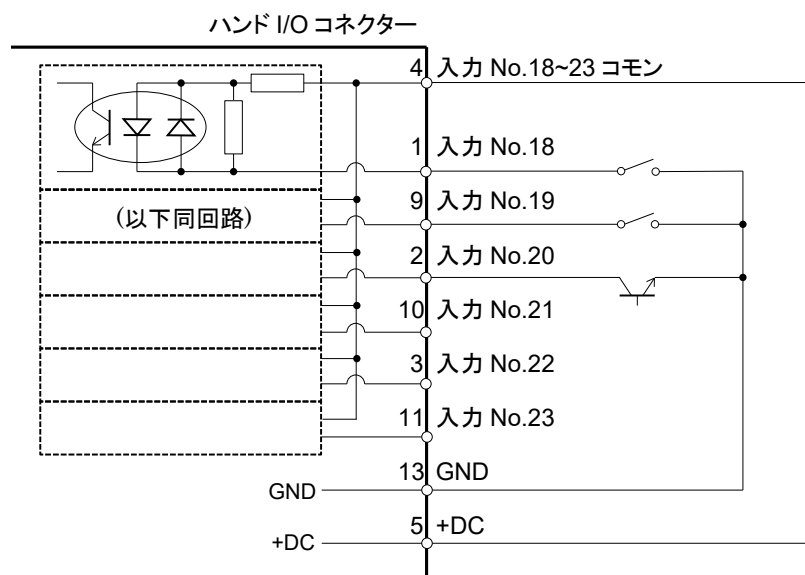 ハンド I/O コネクター
4 入力 No.18~23 コモン
1 入力 No.18
9 入力 No.19
(以下同回路)
2 入力 No.20
10 入力 No.21
3 入力 No.22
11 入力 No.23
13 GND
GND
5 +DC
+DC